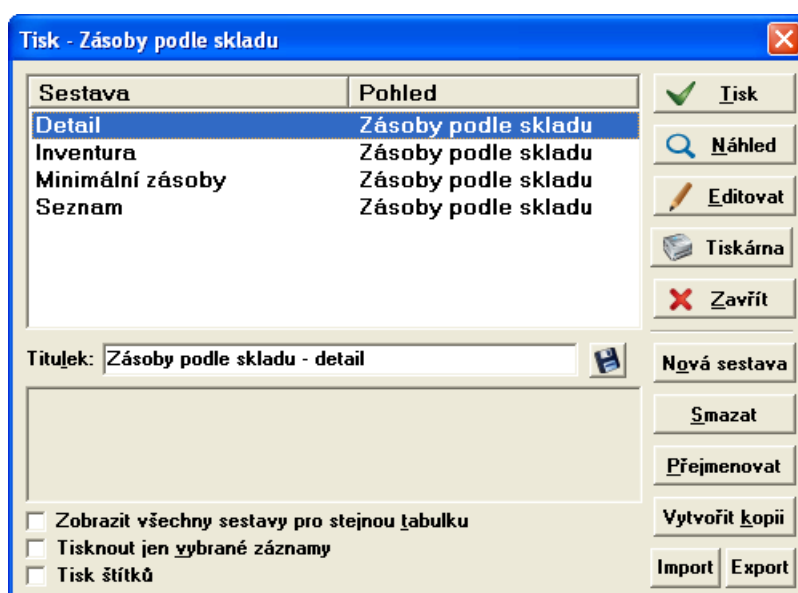 Tisk - Zásoby podle skladu
Sestava Pohled
Detail Zásoby podle skladu
Inventura Zásoby podle skladu
Minimální zásoby Zásoby podle skladu
Seznam Zásoby podle skladu
Titulek: Zásoby podle skladu - detail
Zobrazit všechny sestavy pro stejnou tabulku
Tisknout jen vybrané záznamy
Tisk štítků
Tisk
Náhled
Editovat
Tiskárna
Zavřít
Nová sestava
Smazat
Přejmenovat
Vytvořit kopii
Import Export